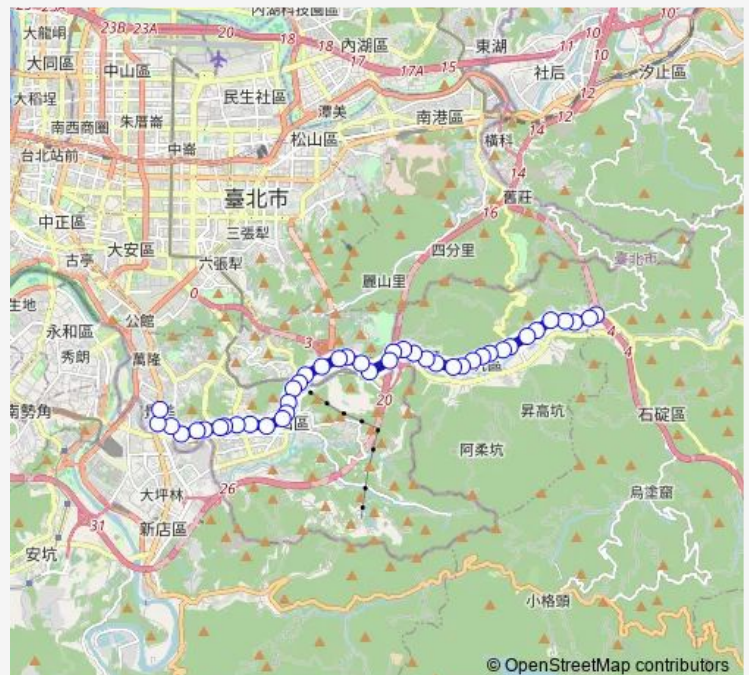 內湖科技園區
大龍峒
23B 23A
20
18
18
17
內湖區
17A
15
東湖
11
10
10
10
社后
汐止區
大同區
中山區
12
12
大稻埕
民生社區
潭美
南港區
14
南西商圈
朱厝崙
松山區
橫科
台北站前
中崙
14
臺北市
舊莊
16
中正區
三張犁
四分里
古亭
大安區
六張犁
臺北市
麗山里
0
生地
永和區
公館
3
4
4
秀朗
萬隆
南勢角
20
區
昇高坑
石碇區
阿柔坑
大坪林
26
烏塗窟
31
新店區
安坑
小格頭
© OpenStreetMap contributors